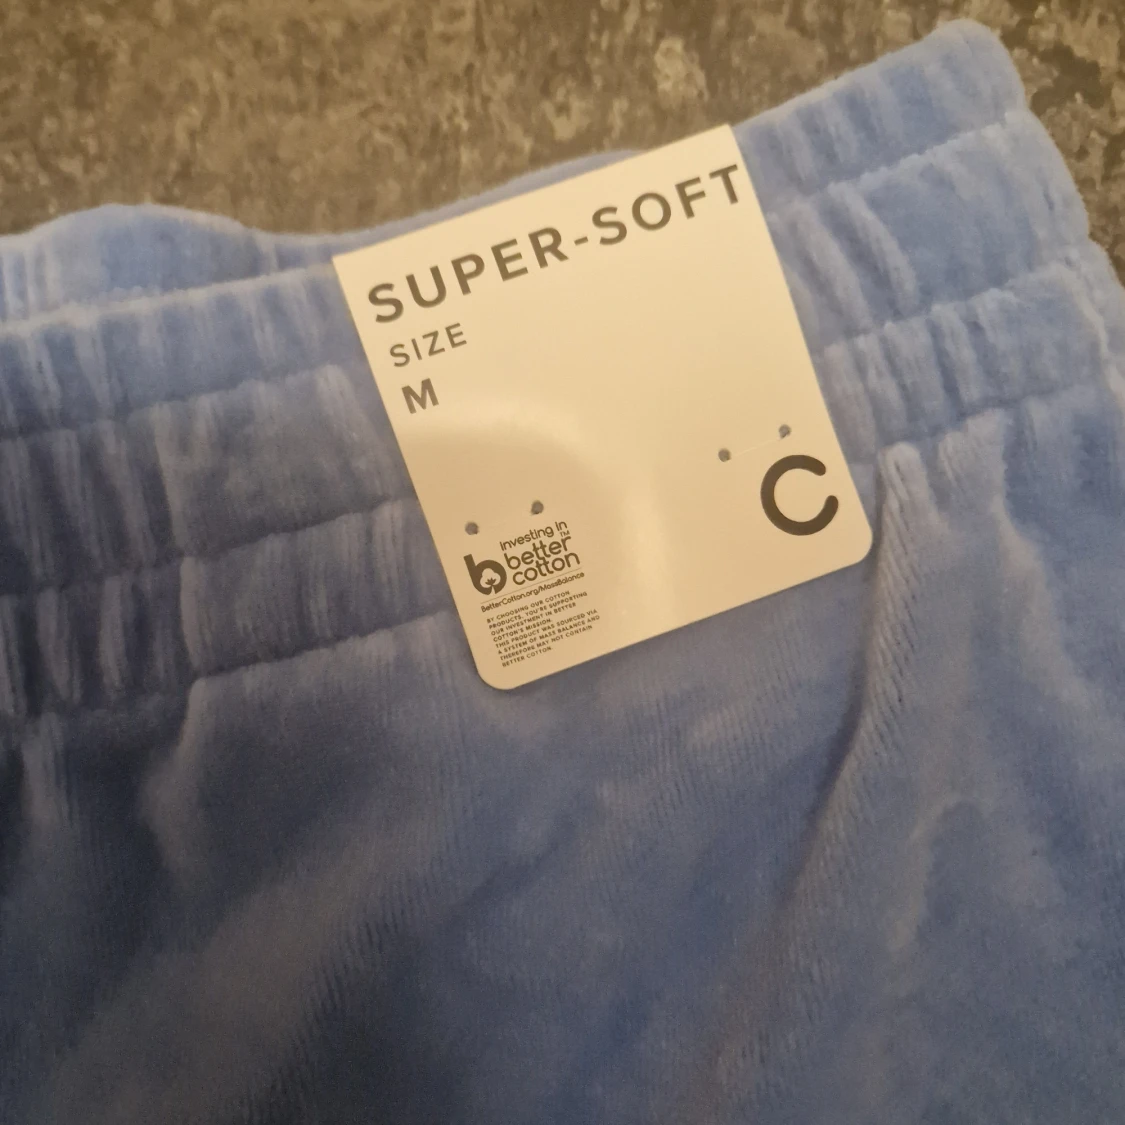 SUPER-SOFT
SIZE
M
C
investing in
better™
cotton
BetterCotton.org/MassBalance
BY CHOOSING OUR COTTON
PRODUCTS, YOU'RE SUPPORTING
OUR INVESTMENT IN BETTER
COTTON'S MISSION.
THIS PRODUCT WAS SOURCED VIA
A SYSTEM OF MASS BALANCE AND
THEREFORE MAY NOT CONTAIN
BETTER COTTON.